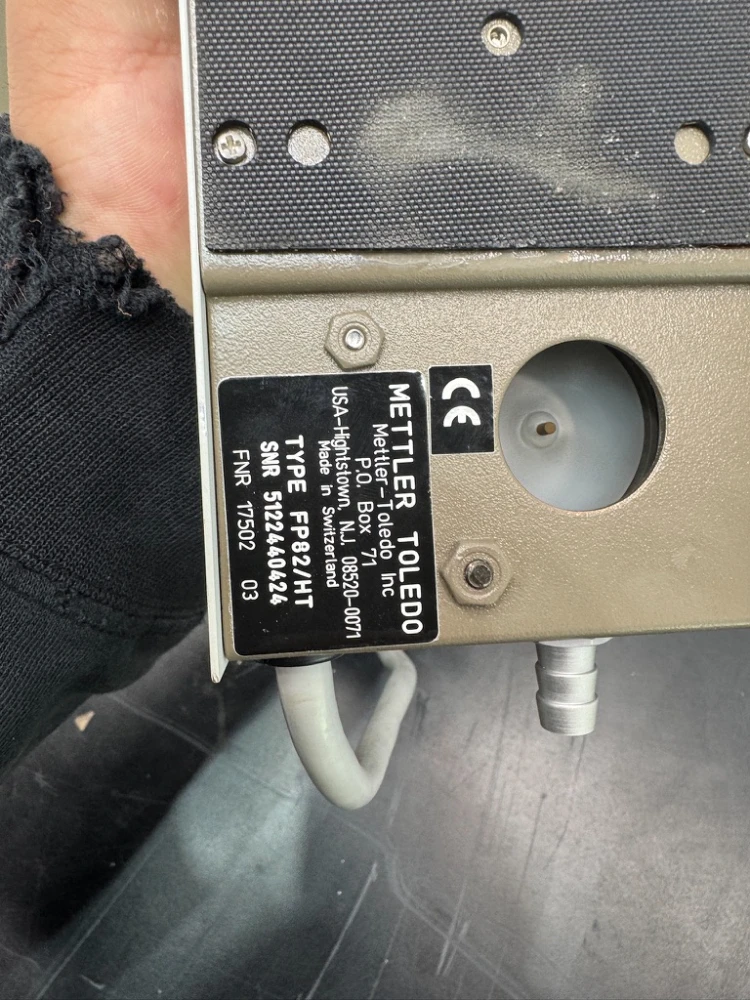 METTLER TOLEDO
Mettler-Toledo Inc
P.O. Box 71
USA-Hightstown, N.J. 08520-0071
Made in Switzerland
TYPE FP82/HT
SNR 5122440424
FNR 17502 03
CE